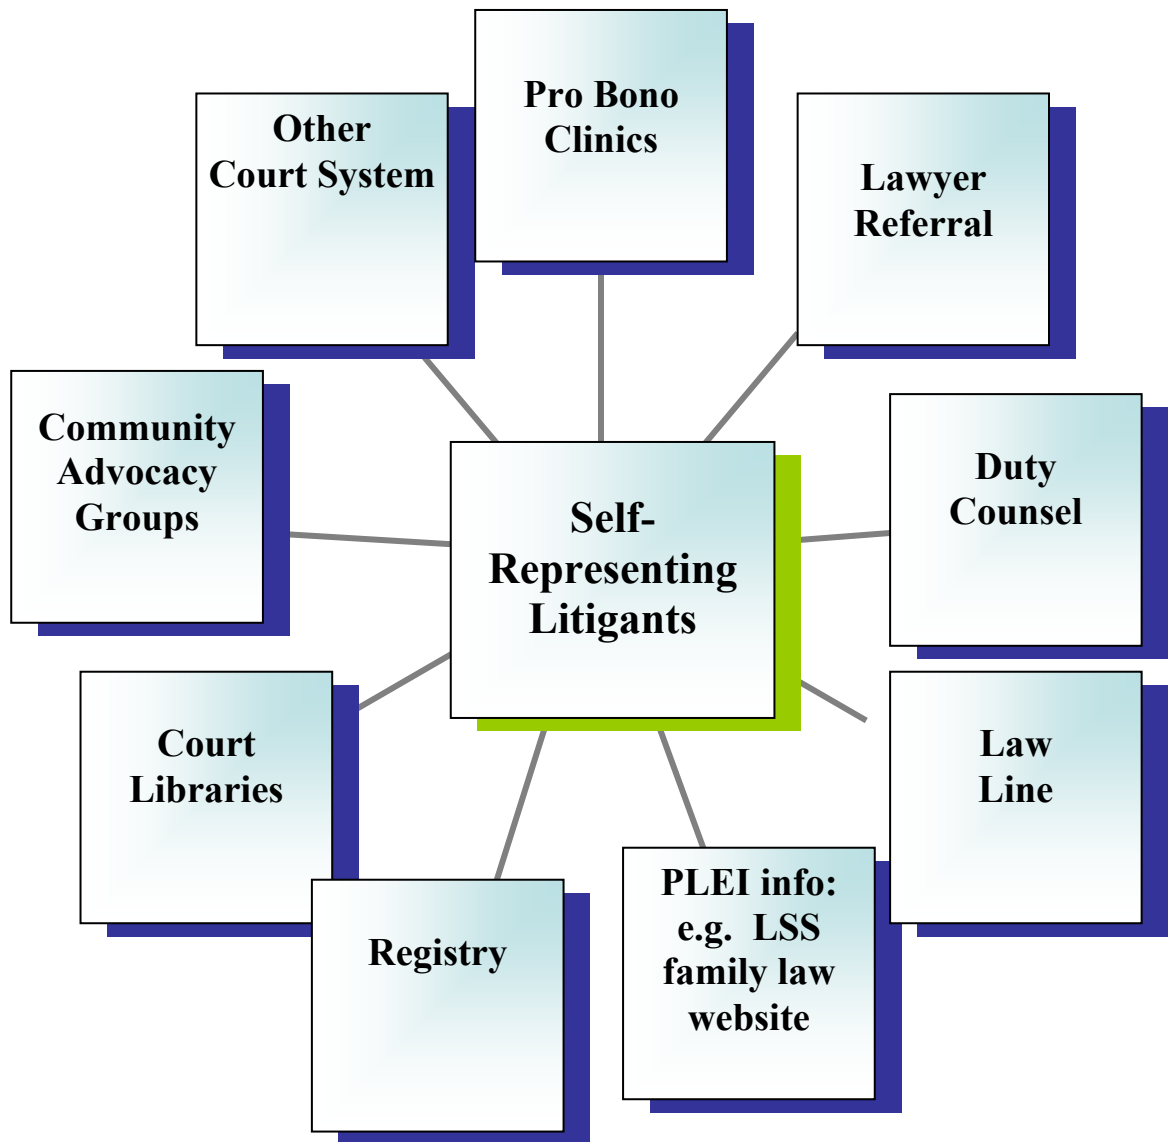 Pro Bono
Clinics
Other
Court System
Lawyer
Referral
Community
Advocacy
Groups
Duty
Counsel
Self-
Representing
Litigants
Court
Libraries
Law
Line
Registry
PLEI info:
e.g.  LSS
family law
website